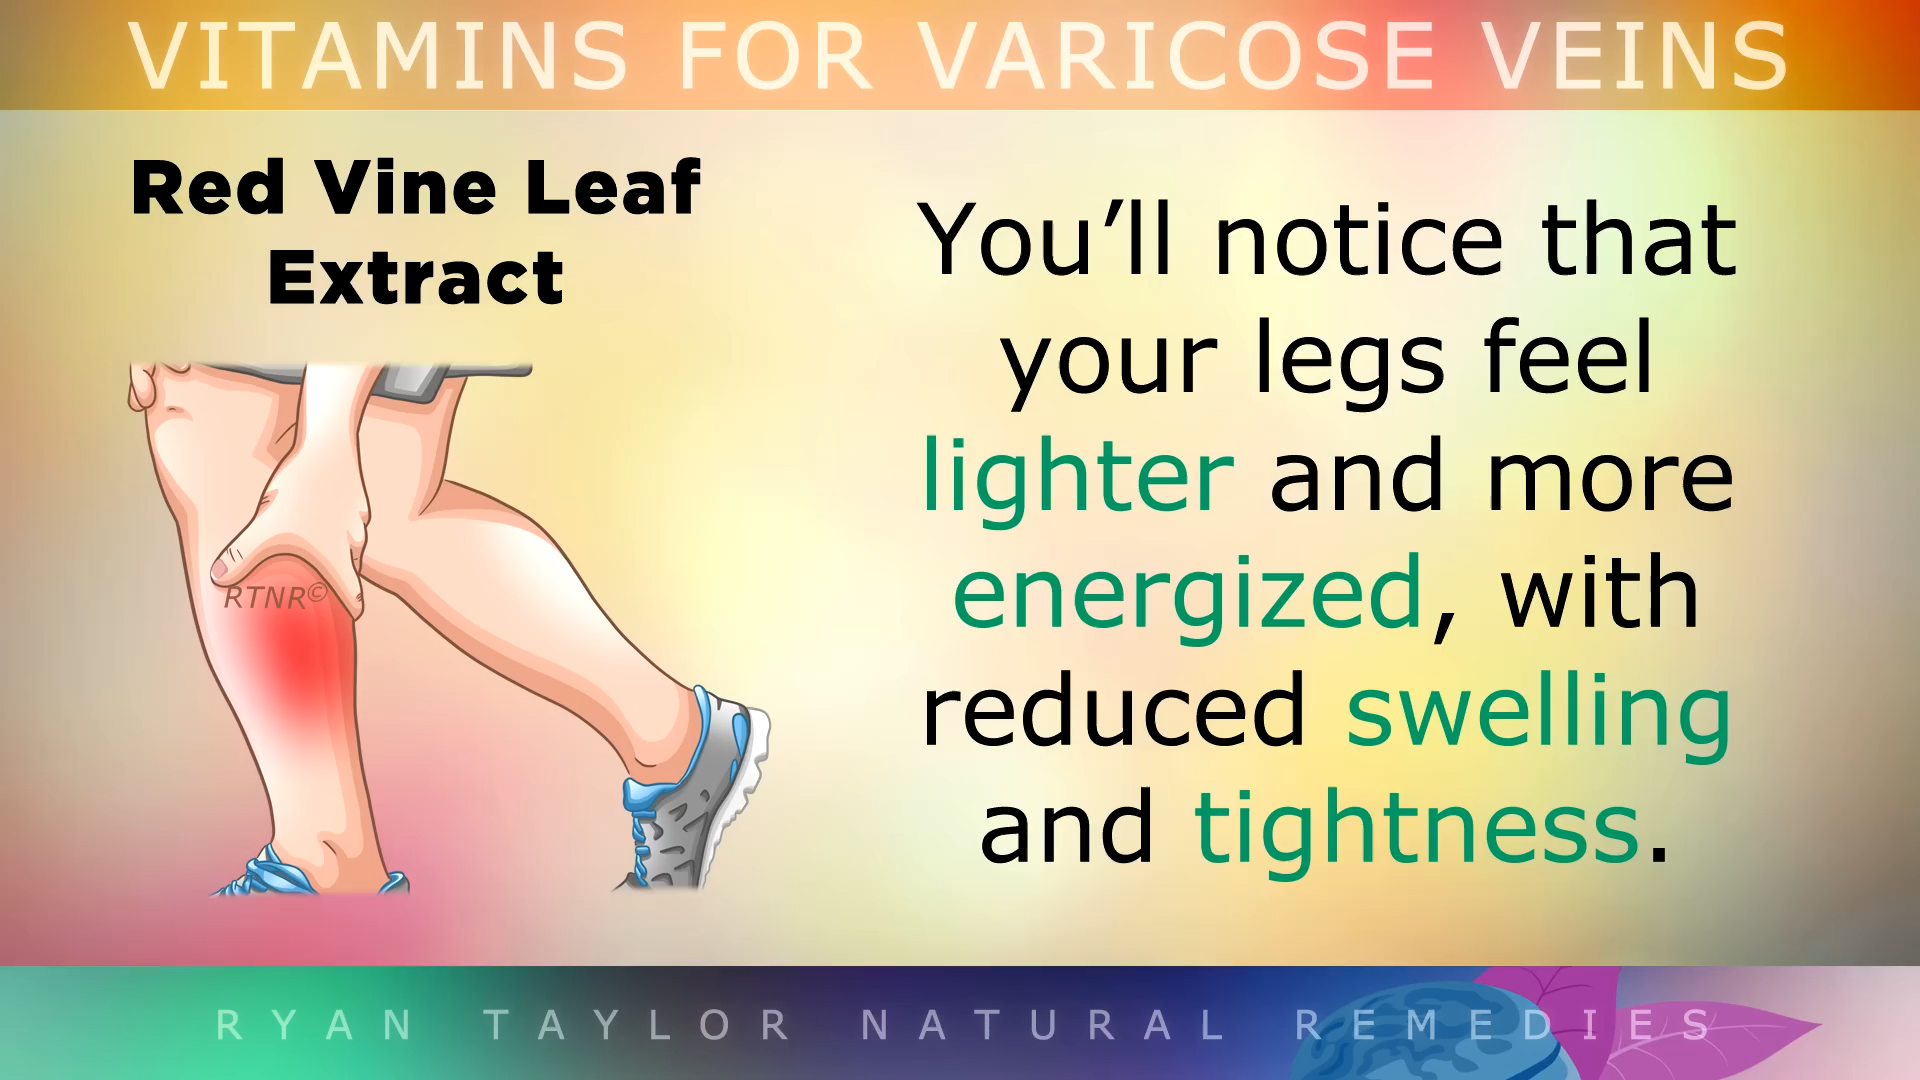 VITAMINS FOR VARICOSE VEINS
Red Vine Leaf
Extract
RTNR©
You’ll notice that
your legs feel
lighter and more
energized, with
reduced swelling
and tightness.
RYAN TAYLOR NATURAL REMEDIES